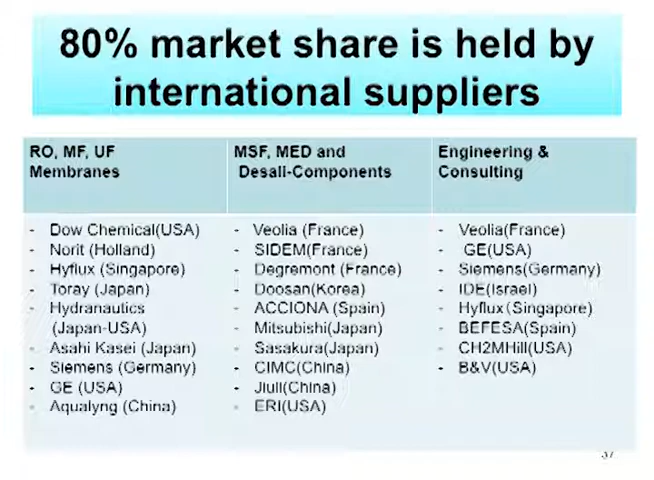 80% market share is held by
international suppliers
RO, MF, UF
Membranes
- Dow Chemical(USA)
- Norit (Holland)
- Hyflux (Singapore)
- Toray (Japan)
- Hydranautics
(Japan-USA)
- Asahi Kasei (Japan)
- Siemens (Germany)
- GE (USA)
- Aqualyng (China)
MSF, MED and
Desali-Components
- Veolia (France)
- SIDEM(France)
- Degremont (France)
- Doosan(Korea)
- ACCIONA (Spain)
- Mitsubishi(Japan)
- Sasakura(Japan)
- CIMC(China)
- Jiuli(China)
- ERI(USA)
Engineering &
Consulting
- Veolia(France)
- GE(USA)
- Siemens(Germany)
- IDE(Israel)
- Hyflux(Singapore)
- BEFESA(Spain)
- CH2MHill(USA)
- B&V(USA)